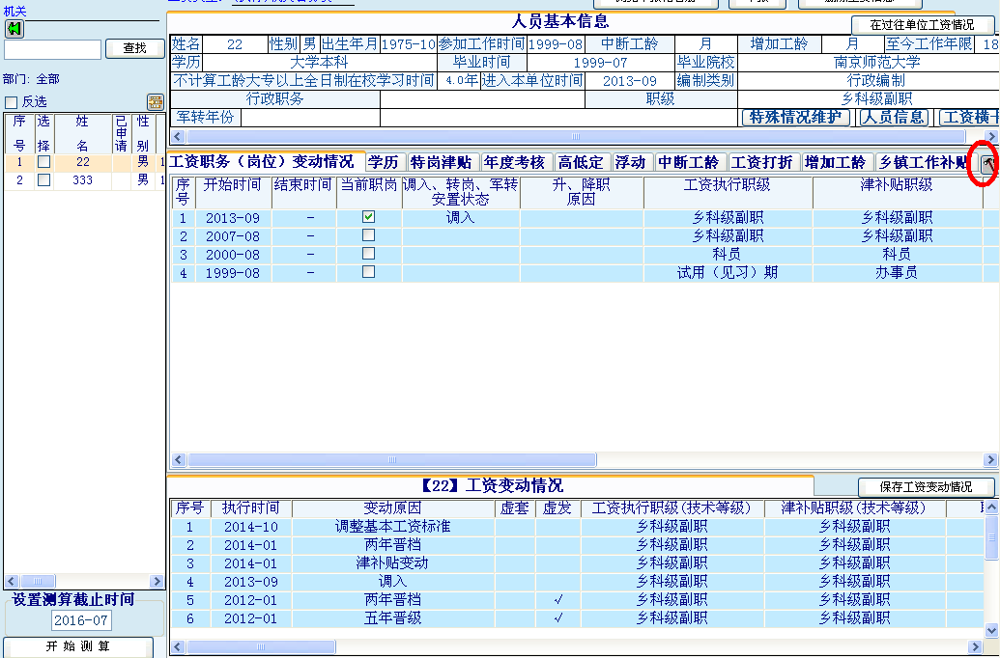 机关
查找
部门: 全部
反选
序号 选择 姓名 已申请 性别
1 22 男 1
2 333 男 1
设置测算截止时间
2016-07
开 始 测 算
人员基本信息
在过往单位工资情况
姓名 22 性别 男 出生年月 1975-10 参加工作时间 1999-08 中断工龄 月 增加工龄 月 至今工作年限 18
学历 大学本科 毕业时间 1999-07 毕业院校 南京师范大学
不计算工龄大专以上全日制在校学习时间 4.0年 进入本单位时间 2013-09 编制类别 行政编制
行政职务 职级 乡科级副职
军转年份 特殊情况维护 人员信息 工资横卡
工资职务（岗位）变动情况 学历 特岗津贴 年度考核 高低定 浮动 中断工龄 工资打折 增加工龄 乡镇工作补贴
序号 开始时间 结束时间 当前职岗 调入、转岗、军转安置状态 升、降职原因 工资执行职级 津补贴职级
1 2013-09 - 调入 乡科级副职 乡科级副职
2 2007-08 - 乡科级副职 乡科级副职
3 2000-08 - 科员 科员
4 1999-08 - 试用（见习）期 办事员
【22】工资变动情况
保存工资变动情况
序号 执行时间 变动原因 虚套 虚发 工资执行职级(技术等级) 津补贴职级(技术等级)
1 2014-10 调整基本工资标准 乡科级副职 乡科级副职
2 2014-01 两年晋档 乡科级副职 乡科级副职
3 2014-01 津补贴变动 乡科级副职 乡科级副职
4 2013-09 调入 乡科级副职 乡科级副职
5 2012-01 两年晋档 √ 乡科级副职 乡科级副职
6 2012-01 五年晋级 √ 乡科级副职 乡科级副职